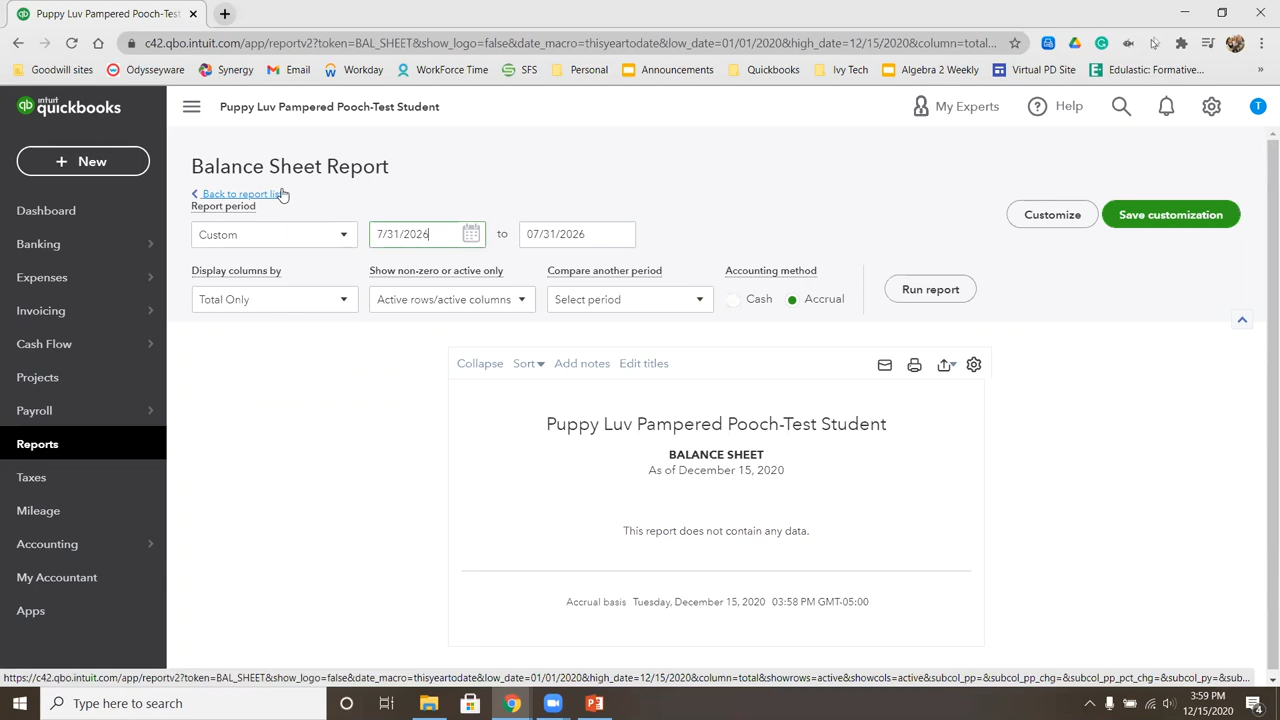 Puppy Luv Pampered Pooch-Test
c42.qbo.intuit.com/app/reportv2?token=BAL_SHEET&show_logo=false&date_macro=thisyeartodate&low_date=01/01/2020&high_date=12/15/2020&column=total...
Goodwill sites Odysseyware Synergy Email Workday WorkForce Time SFS Personal Announcements Quickbooks Ivy Tech Algebra 2 Weekly Virtual PD Site Edulastic: Formative... »
intuit
quickbooks
Puppy Luv Pampered Pooch-Test Student
My Experts
Help
T
+ New
Dashboard
Banking
Expenses
Invoicing
Cash Flow
Projects
Payroll
Reports
Taxes
Mileage
Accounting
My Accountant
Apps
Balance Sheet Report
Back to report list
Report period
Custom 7/31/2026 to 07/31/2026
Customize Save customization
Display columns by Show non-zero or active only Compare another period Accounting method
Total Only Active rows/active columns Select period Cash Accrual
Run report
Collapse Sort Add notes Edit titles
Puppy Luv Pampered Pooch-Test Student
BALANCE SHEET
As of December 15, 2020
This report does not contain any data.
Accrual basis Tuesday, December 15, 2020 03:58 PM GMT-05:00
https://c42.qbo.intuit.com/app/reportv2?token=BAL_SHEET&show_logo=false&date_macro=thisyeartodate&low_date=01/01/2020&high_date=12/15/2020&column=total&showrows=active&showcols=active&subcol_pp=&subcol_pp_chg=&subcol_pp_pct_chg=&subcol_py=&sub...
Type here to search
3:59 PM
12/15/2020
4